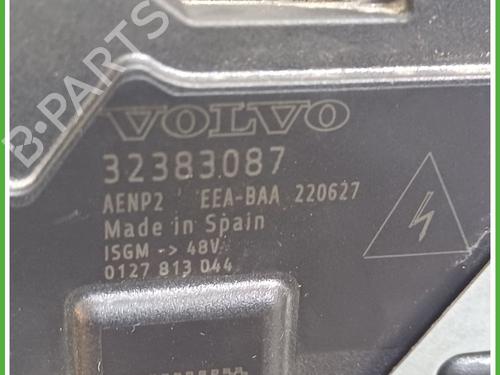 B-PARTS
VOLVO
32383087
AENP2 EEA-BAA 220627
Made in Spain
ISGM -> 48V
0127 813 044